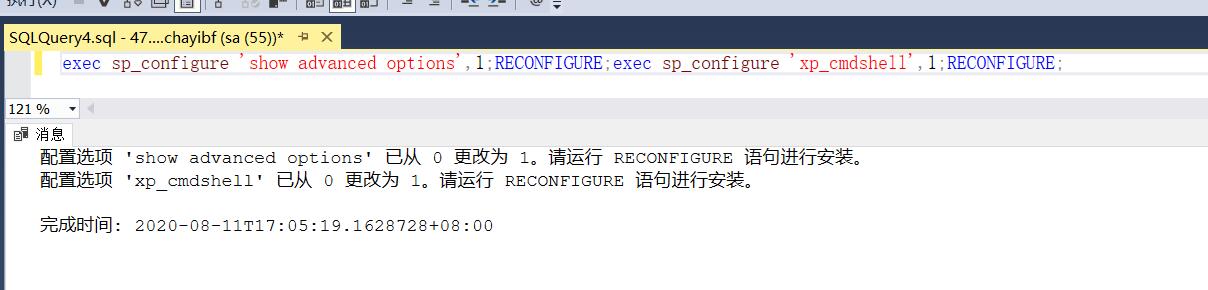 SQLQuery4.sql - 47....chayibf (sa (55))*
exec sp_configure 'show advanced options',1;RECONFIGURE;exec sp_configure 'xp_cmdshell',1;RECONFIGURE;
121 %
消息
配置选项 'show advanced options' 已从 0 更改为 1。请运行 RECONFIGURE 语句进行安装。
配置选项 'xp_cmdshell' 已从 0 更改为 1。请运行 RECONFIGURE 语句进行安装。
完成时间: 2020-08-11T17:05:19.1628728+08:00